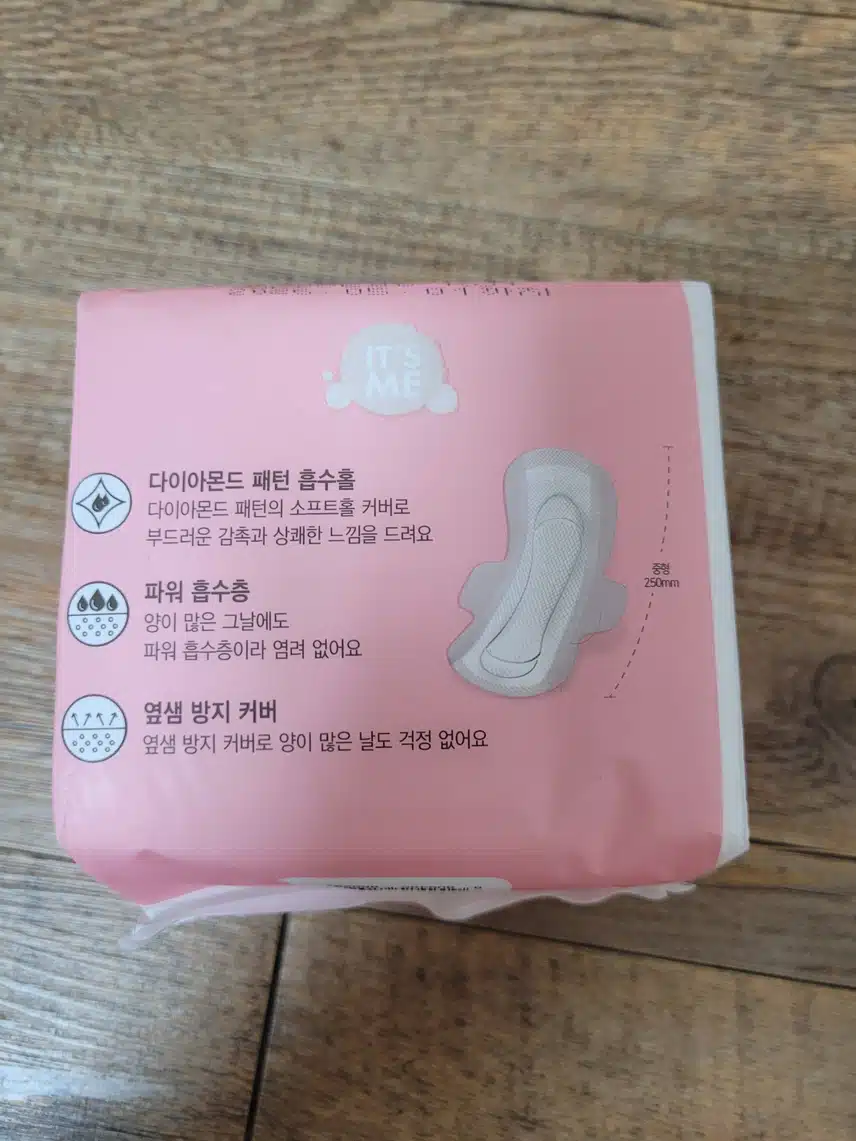 IT'S
ME
다이아몬드 패턴 흡수홀
다이아몬드 패턴의 소프트홀 커버로
부드러운 감촉과 상쾌한 느낌을 드려요
파워 흡수층
양이 많은 그날에도
파워 흡수층이라 염려 없어요
옆샘 방지 커버
옆샘 방지 커버로 양이 많은 날도 걱정 없어요
중형
250mm